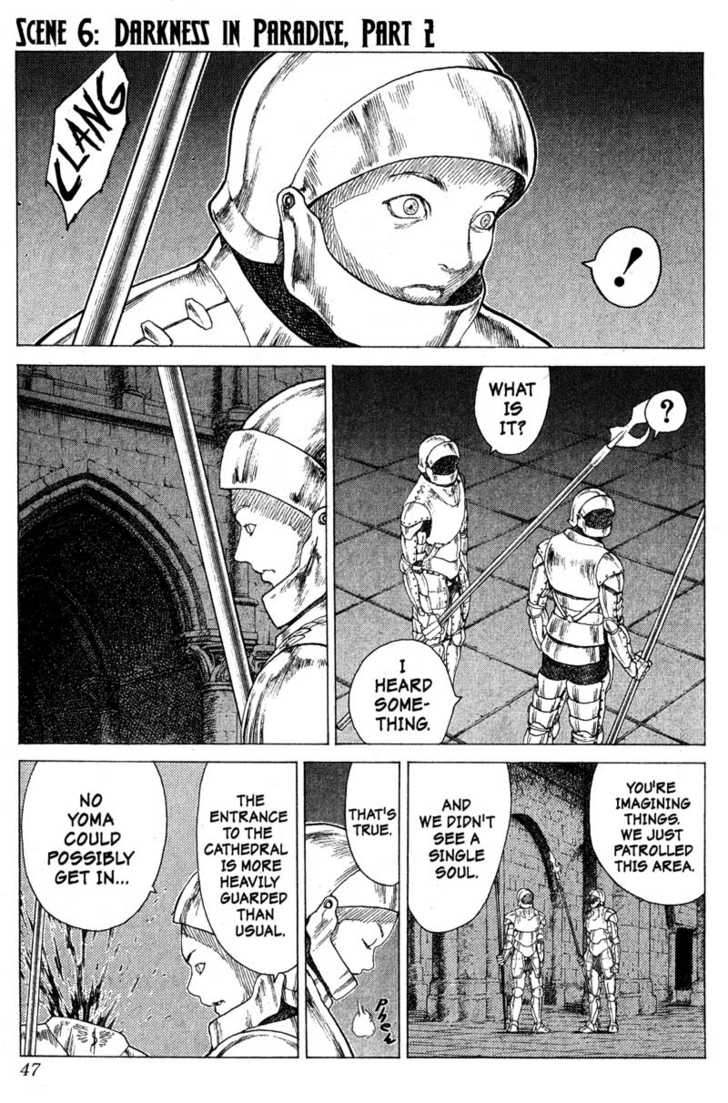 SCENE 6: DARKNESS IN PARADISE, PART 2
CLANG
!
WHAT
IS
IT?
?
I
HEARD
SOME-
THING.
YOU'RE
IMAGINING
THINGS.
WE JUST
PATROLLED
THIS AREA.
AND
WE DIDN'T
SEE A
SINGLE
SOUL.
THAT'S
TRUE.
Phew
THE
ENTRANCE
TO THE
CATHEDRAL
IS MORE
HEAVILY
GUARDED
THAN
USUAL.
NO
YOMA
COULD
POSSIBLY
GET IN...
47